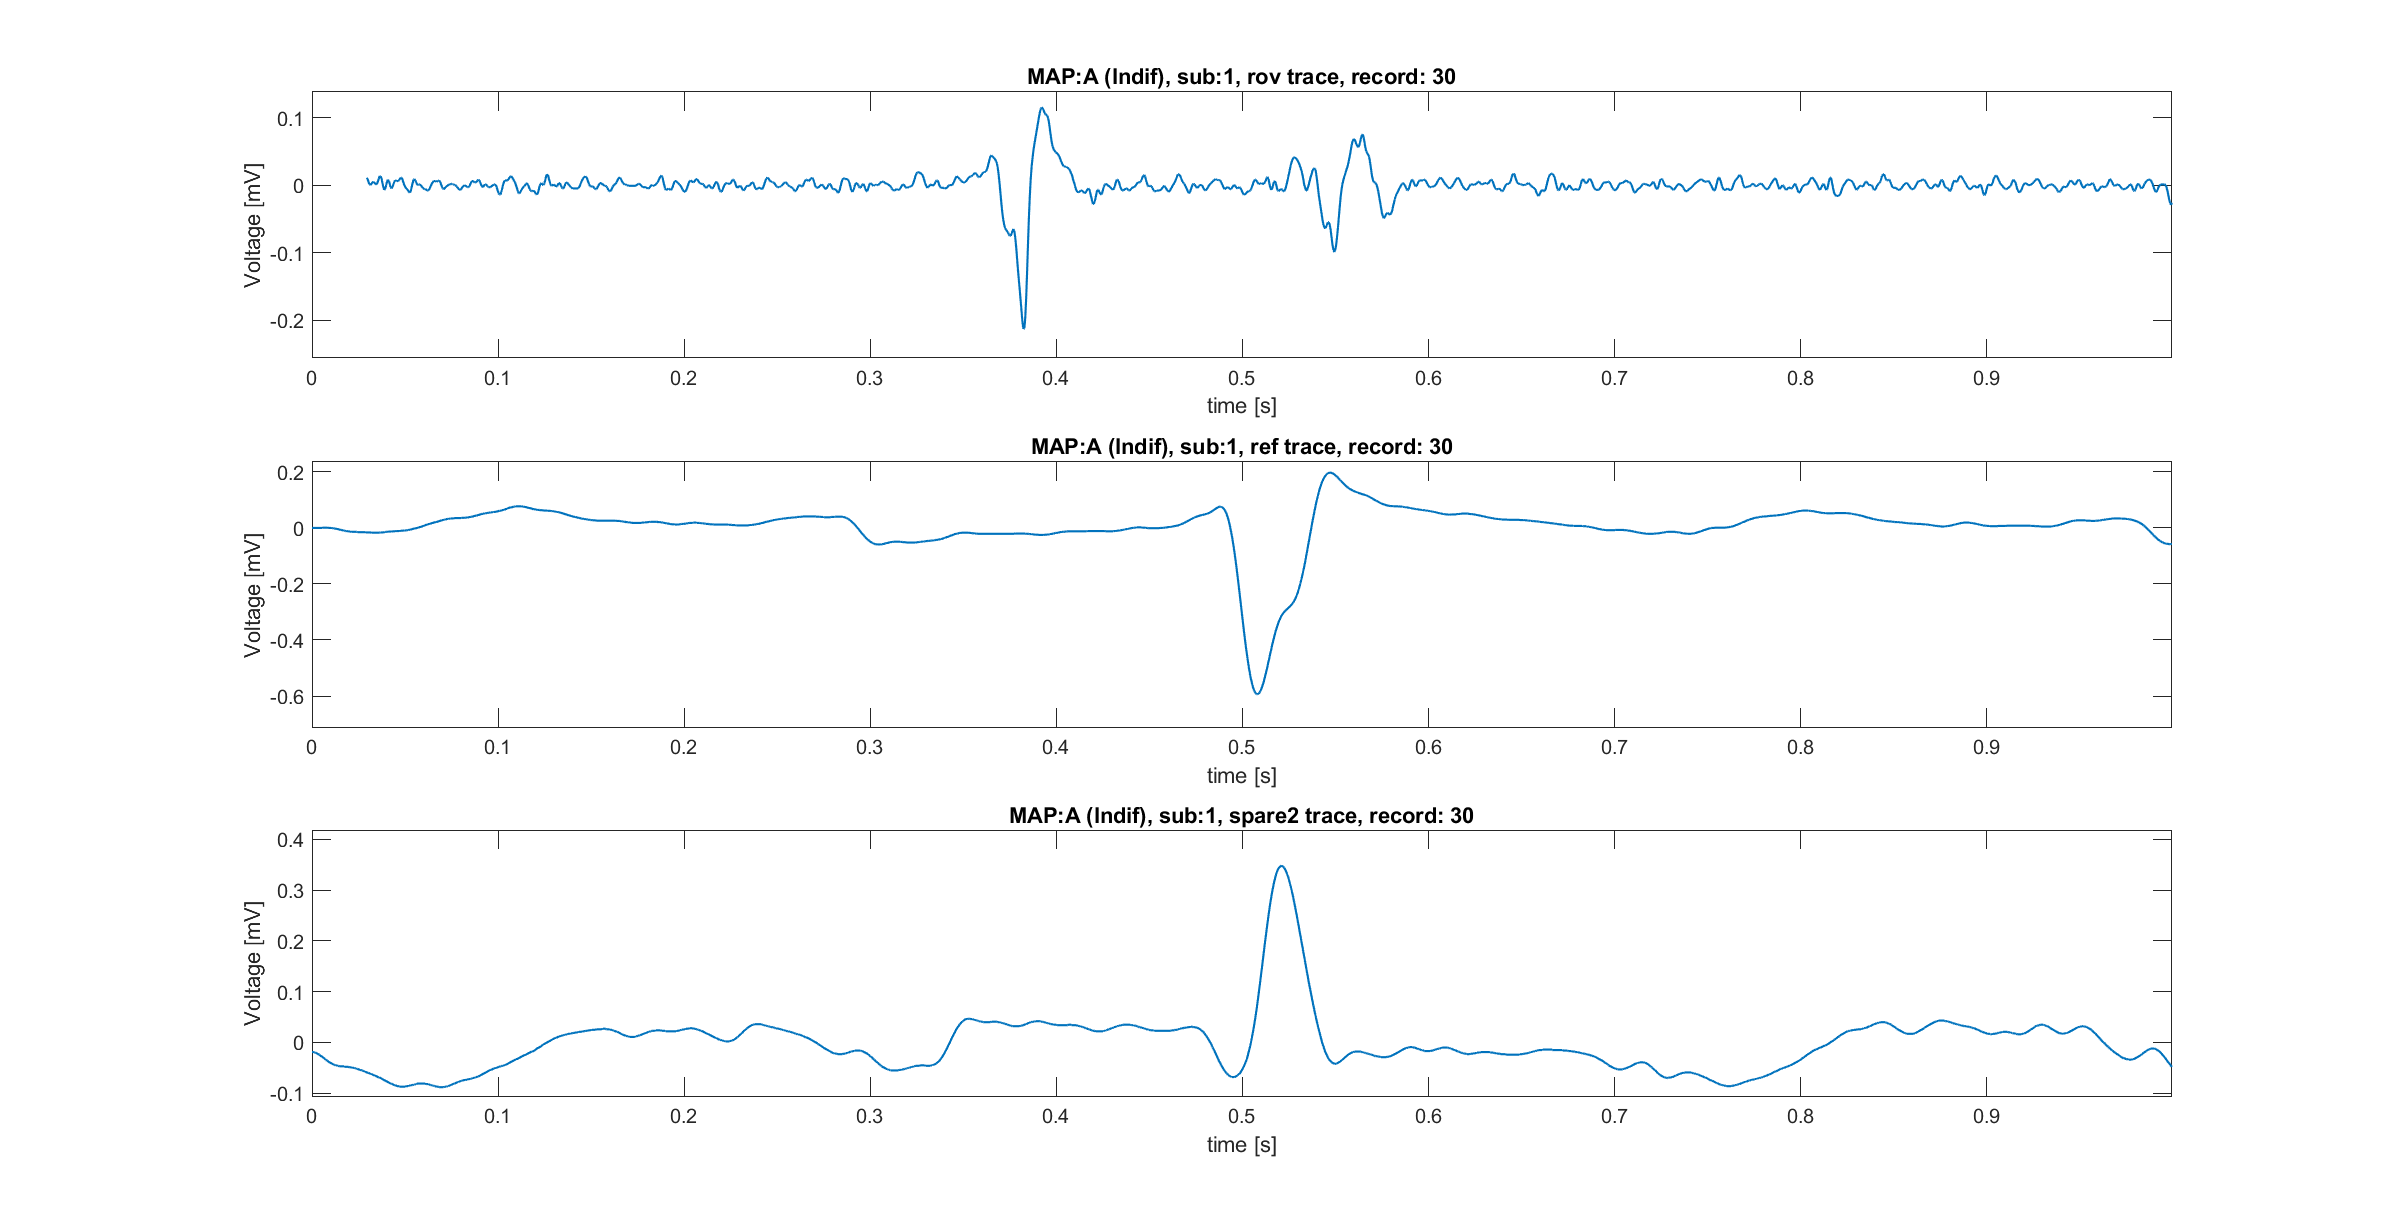 MAP:A (Indif), sub:1, rov trace, record: 30
Voltage [mV]
0.1
0
-0.1
-0.2
0 0.1 0.2 0.3 0.4 0.5 0.6 0.7 0.8 0.9
time [s]
MAP:A (Indif), sub:1, ref trace, record: 30
Voltage [mV]
0.2
0
-0.2
-0.4
-0.6
0 0.1 0.2 0.3 0.4 0.5 0.6 0.7 0.8 0.9
time [s]
MAP:A (Indif), sub:1, spare2 trace, record: 30
Voltage [mV]
0.4
0.3
0.2
0.1
0
-0.1
0 0.1 0.2 0.3 0.4 0.5 0.6 0.7 0.8 0.9
time [s]